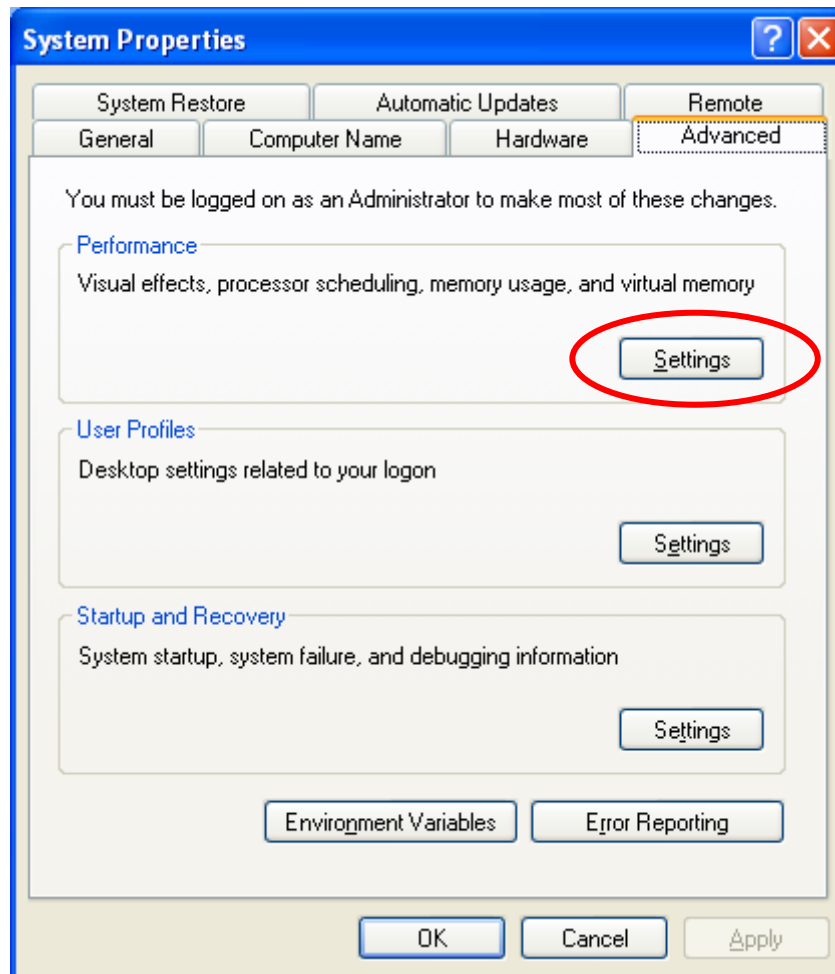 System Properties
System Restore Automatic Updates Remote
General Computer Name Hardware Advanced
You must be logged on as an Administrator to make most of these changes.
Performance
Visual effects, processor scheduling, memory usage, and virtual memory
Settings
User Profiles
Desktop settings related to your logon
Settings
Startup and Recovery
System startup, system failure, and debugging information
Settings
Environment Variables Error Reporting
OK Cancel Apply